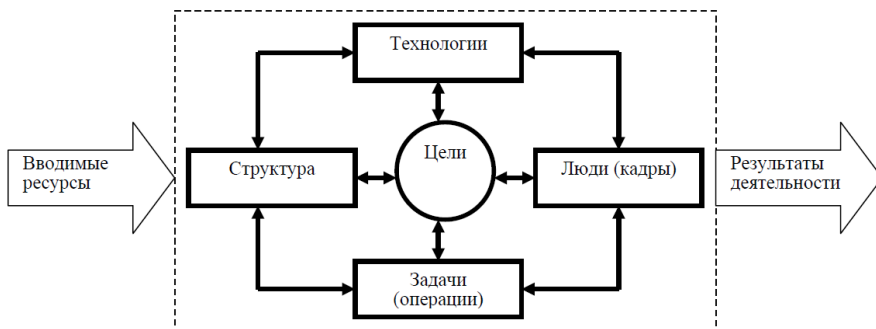 Технологии
Вводимые
ресурсы
Структура
Цели
Люди (кадры)
Результаты
деятельности
Задачи
(операции)